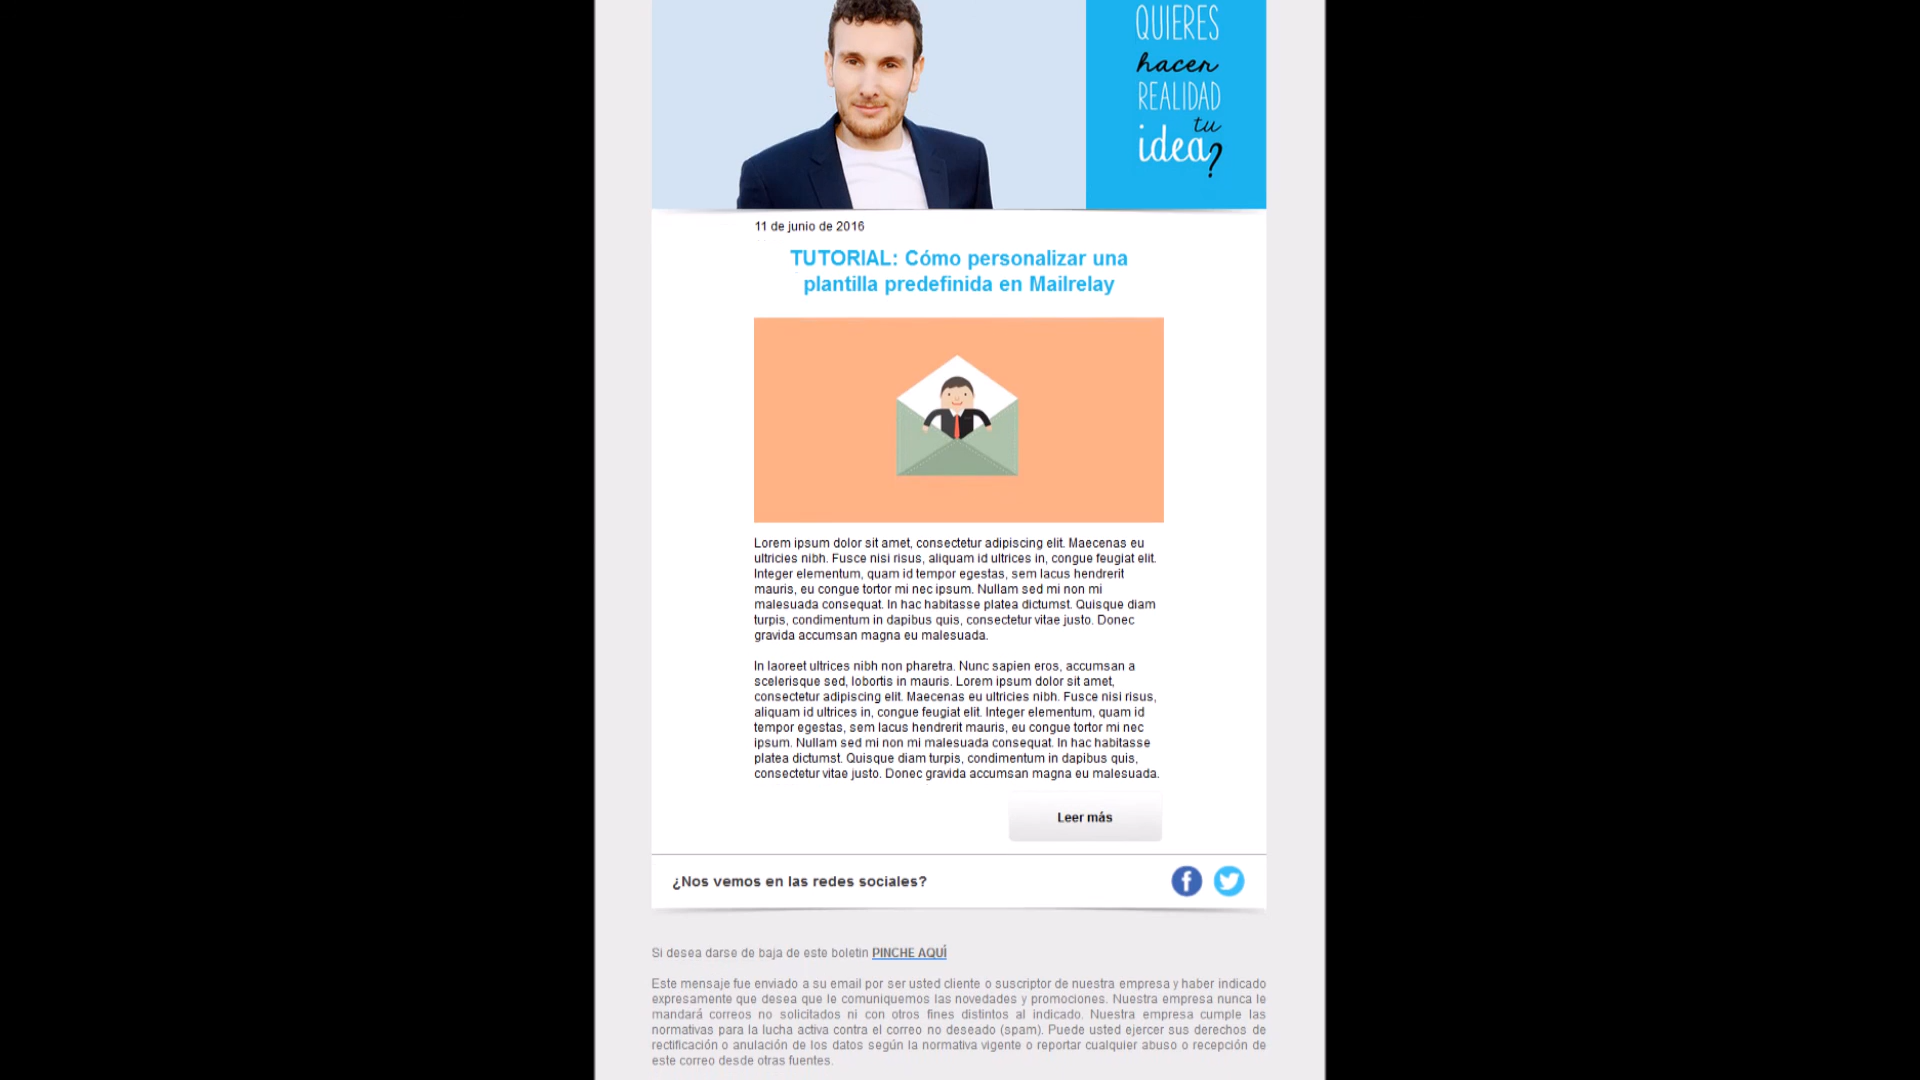 QUIERES
hacer
REALIDAD
tu
idea?
11 de junio de 2016
TUTORIAL: Cómo personalizar una
plantilla predefinida en Mailrelay
Lorem ipsum dolor sit amet, consectetur adipiscing elit. Maecenas eu
ultricies nibh. Fusce nisi risus, aliquam id ultrices in, congue feugiat elit.
Integer elementum, quam id tempor egestas, sem lacus hendrerit
mauris, eu congue tortor mi nec ipsum. Nullam sed mi non mi
malesuada consequat. In hac habitasse platea dictumst. Quisque diam
turpis, condimentum in dapibus quis, consectetur vitae justo. Donec
gravida accumsan magna eu malesuada.
In laoreet ultrices nibh non pharetra. Nunc sapien eros, accumsan a
scelerisque sed, lobortis in mauris. Lorem ipsum dolor sit amet,
consectetur adipiscing elit. Maecenas eu ultricies nibh. Fusce nisi risus,
aliquam id ultrices in, congue feugiat elit. Integer elementum, quam id
tempor egestas, sem lacus hendrerit mauris, eu congue tortor mi nec
ipsum. Nullam sed mi non mi malesuada consequat. In hac habitasse
platea dictumst. Quisque diam turpis, condimentum in dapibus quis,
consectetur vitae justo. Donec gravida accumsan magna eu malesuada.
Leer más
¿Nos vemos en las redes sociales?
Si desea darse de baja de este boletin PINCHE AQUÍ
Este mensaje fue enviado a su email por ser usted cliente o suscriptor de nuestra empresa y haber indicado
expresamente que desea que le comuniquemos las novedades y promociones. Nuestra empresa nunca le
mandará correos no solicitados ni con otros fines distintos al indicado. Nuestra empresa cumple las
normativas para la lucha activa contra el correo no deseado (spam). Puede usted ejercer sus derechos de
rectificación o anulación de los datos según la normativa vigente o reportar cualquier abuso o recepción de
este correo desde otras fuentes.